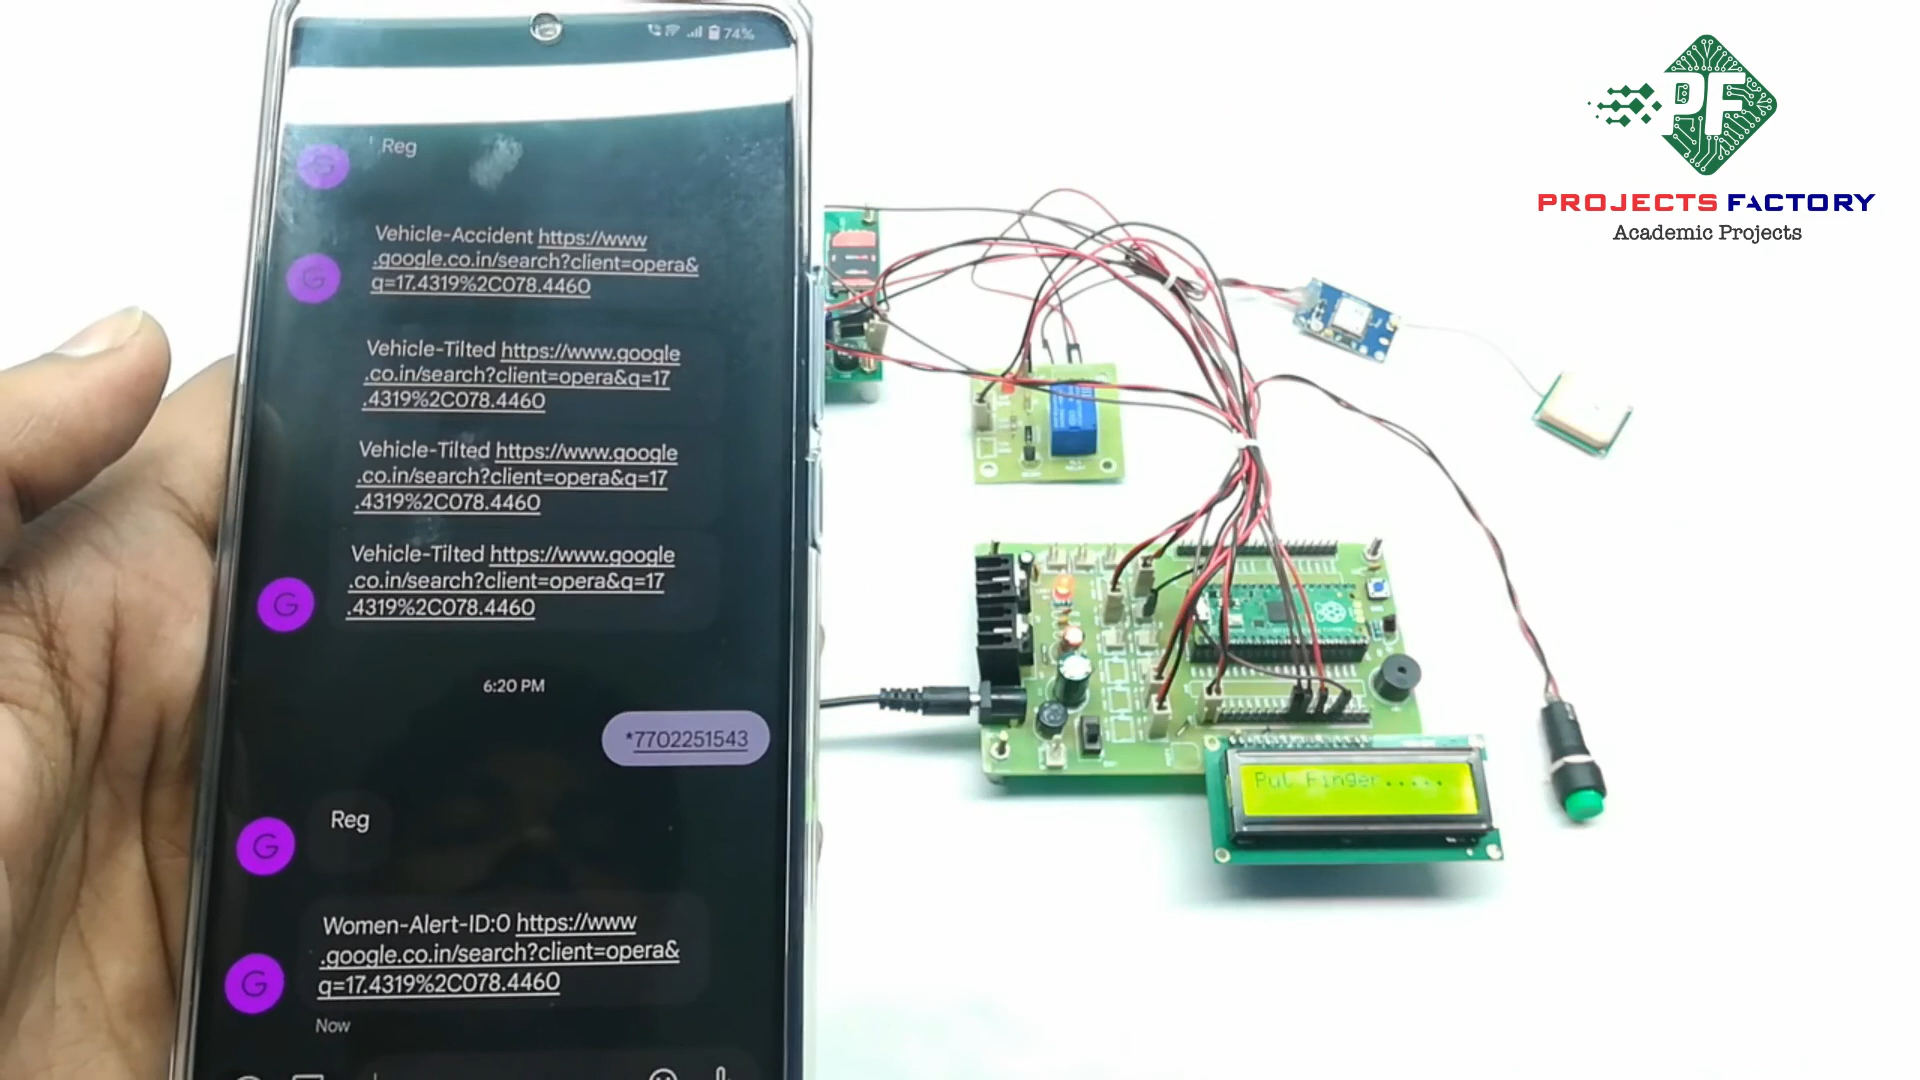 74%
Reg
Vehicle-Accident https://www
.google.co.in/search?client=opera&
q=17.4319%2C078.4460
Vehicle-Tilted https://www.google
.co.in/search?client=opera&q=17
.4319%2C078.4460
Vehicle-Tilted https://www.google
.co.in/search?client=opera&q=17
.4319%2C078.4460
Vehicle-Tilted https://www.google
.co.in/search?client=opera&q=17
.4319%2C078.4460
G
6:20 PM
*7702251543
G
Reg
Women-Alert-ID:0 https://www
.google.co.in/search?client=opera&
q=17.4319%2C078.4460
G
Now
Put Finger.....
PF
PROJECTS FACTORY
Academic Projects